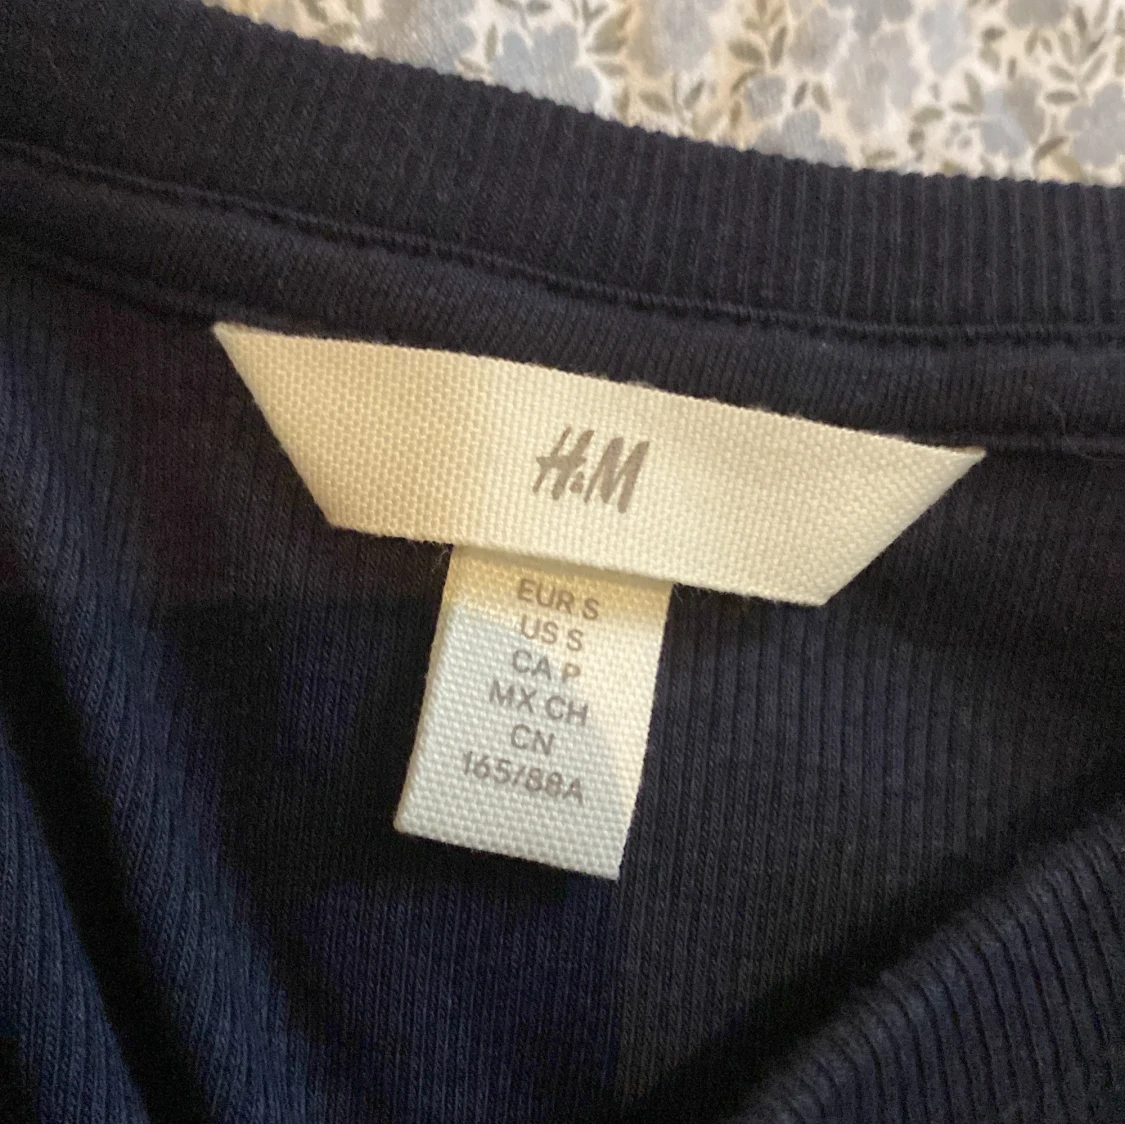 H&M
EUR S
US S
CA P
MX CH
CN
165/88A